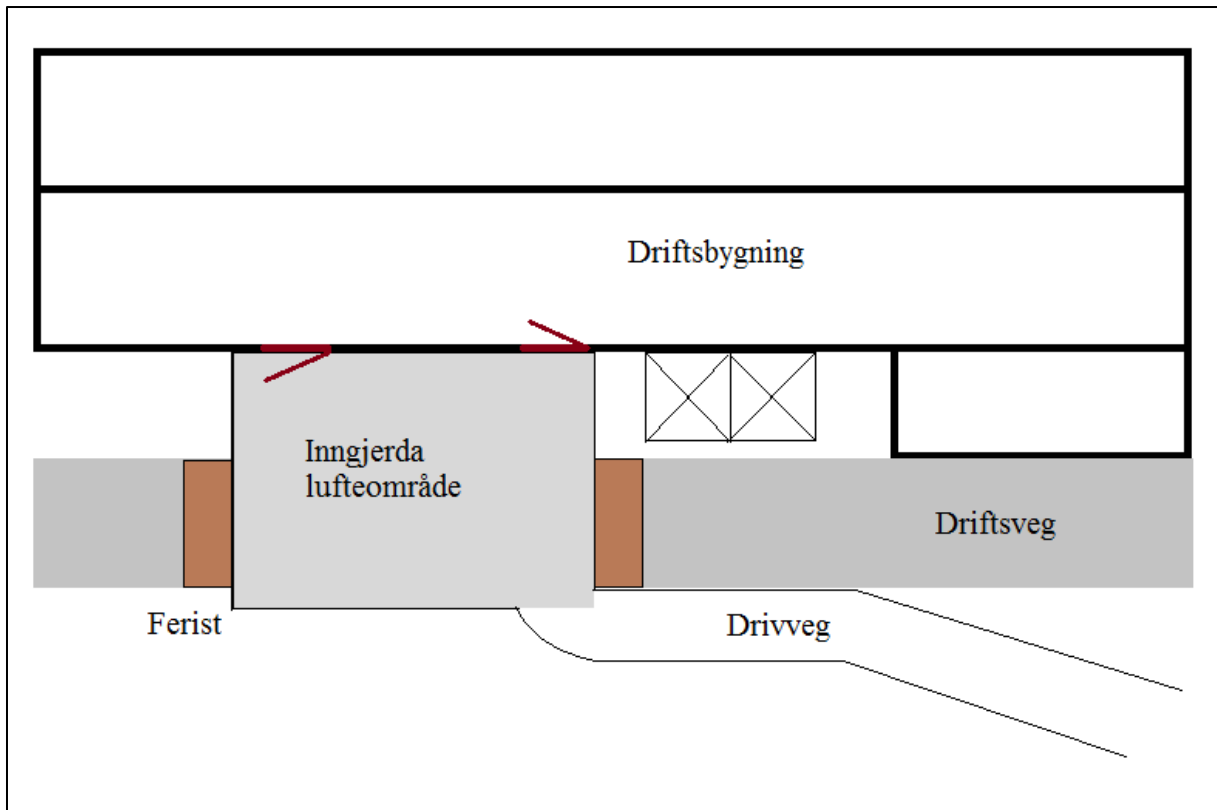 Driftsbygning
Inngjerda
lufteområde
Driftsveg
Ferist
Drivveg